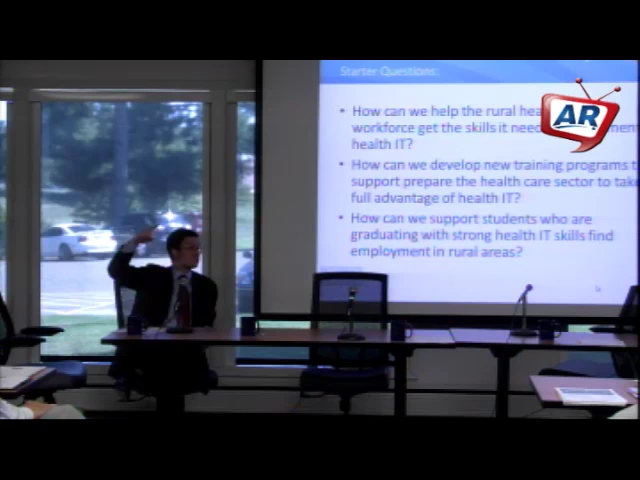 Starter Questions:
AR
• How can we help the rural hea
workforce get the skills it need ment
health IT?
• How can we develop new training programs t
support prepare the health care sector to take
full advantage of health IT?
• How can we support students who are
graduating with strong health IT skills find
employment in rural areas?